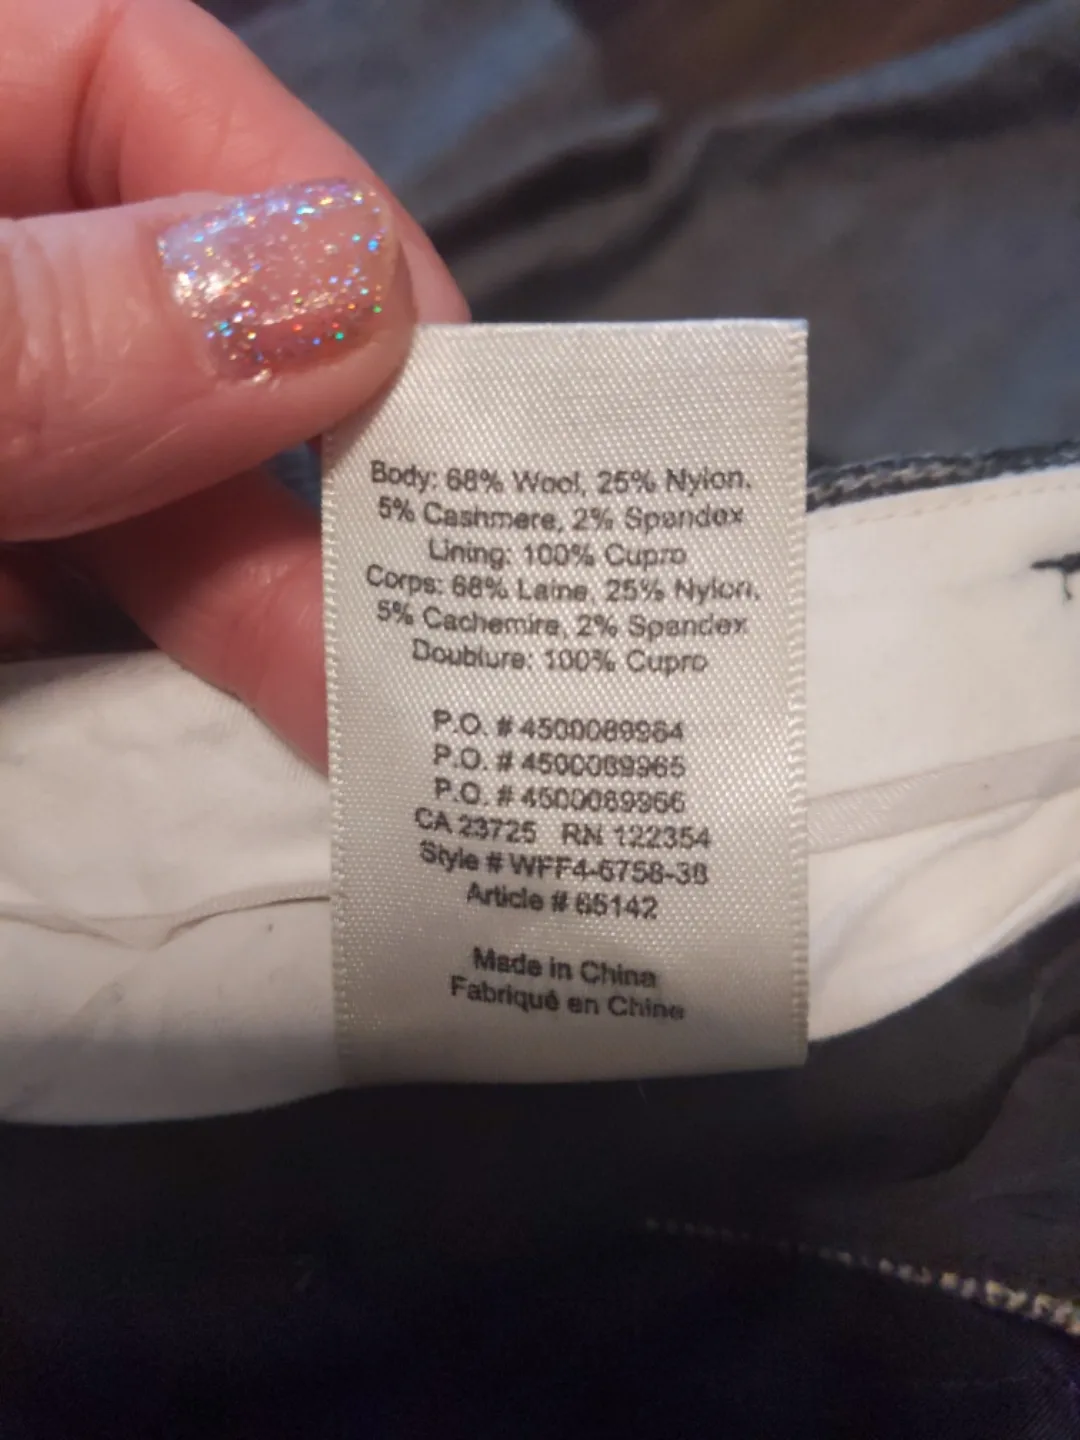 Body: 68% Wool, 25% Nylon,
5% Cashmere, 2% Spandex
Lining: 100% Cupro
Corps: 68% Laine, 25% Nylon,
5% Cachemire, 2% Spandex
Doublure: 100% Cupro
P.O. # 4500089964
P.O. # 4500089965
P.O. # 4500089966
CA 23725 RN 122354
Style # WFF4-6758-38
Article # 65142
Made in China
Fabriqué en Chine